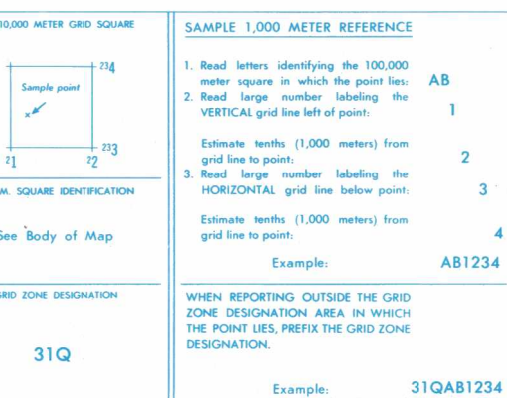 10,000 METER GRID SQUARE
234
Sample point
x
233
21 22
M. SQUARE IDENTIFICATION
See Body of Map
GRID ZONE DESIGNATION
31Q
SAMPLE 1,000 METER REFERENCE
1. Read letters identifying the 100,000
meter square in which the point lies: AB
2. Read large number labeling the
VERTICAL grid line left of point: 1
Estimate tenths (1,000 meters) from
grid line to point: 2
3. Read large number labeling the
HORIZONTAL grid line below point: 3
Estimate tenths (1,000 meters) from
grid line to point: 4
Example: AB1234
WHEN REPORTING OUTSIDE THE GRID
ZONE DESIGNATION AREA IN WHICH
THE POINT LIES, PREFIX THE GRID ZONE
DESIGNATION.
Example: 31QAB1234